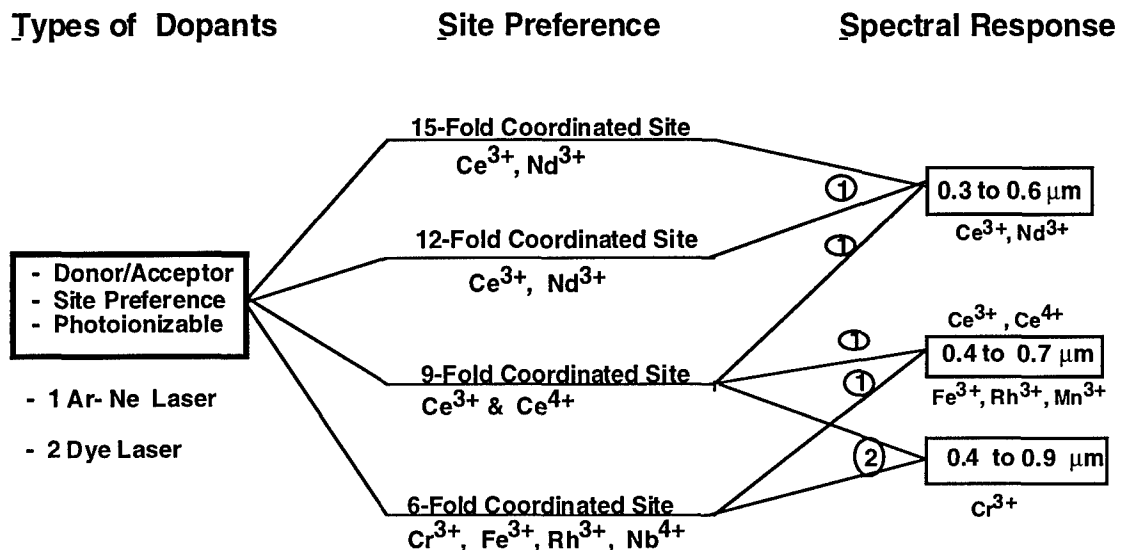 Types of Dopants
Site Preference
Spectral Response
- Donor/Acceptor
- Site Preference
- Photoionizable
- 1 Ar- Ne Laser
- 2 Dye Laser
15-Fold Coordinated Site
Ce³⁺, Nd³⁺
12-Fold Coordinated Site
Ce³⁺, Nd³⁺
9-Fold Coordinated Site
Ce³⁺ & Ce⁴⁺
6-Fold Coordinated Site
Cr³⁺, Fe³⁺, Rh³⁺, Nb⁴⁺
1
1
1
1
2
0.3 to 0.6 μm
Ce³⁺, Nd³⁺
Ce³⁺, Ce⁴⁺
0.4 to 0.7 μm
Fe³⁺, Rh³⁺, Mn³⁺
0.4 to 0.9 μm
Cr³⁺